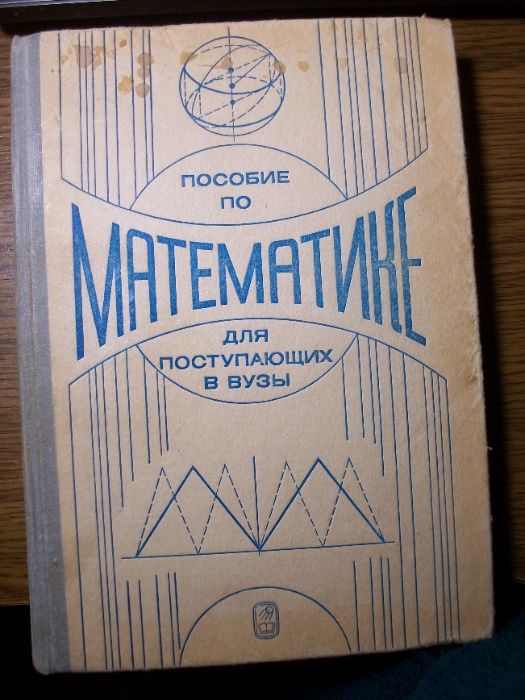 ПОСОБИЕ
ПО
МАТЕМАТИКЕ
ДЛЯ
ПОСТУПАЮЩИХ
В ВУЗЫ